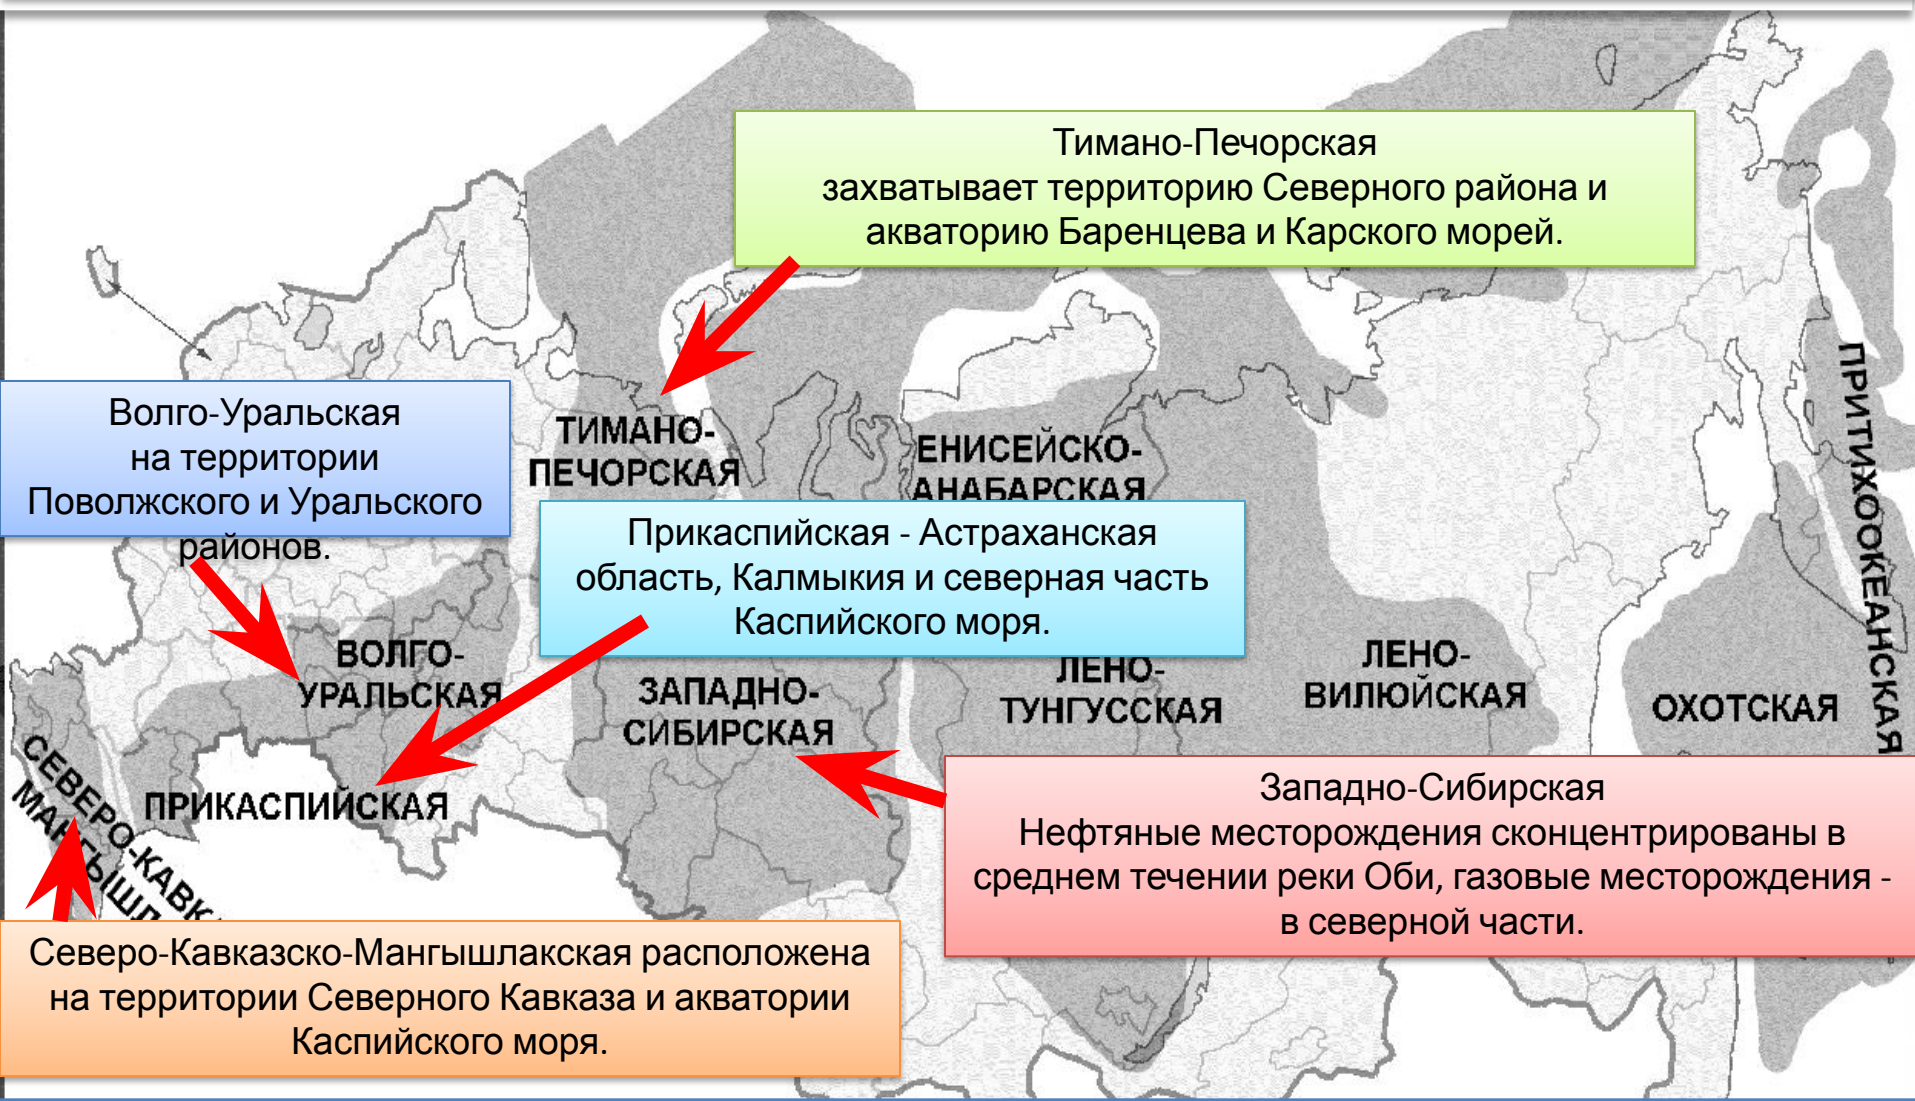 Тимано-Печорская
захватывает территорию Северного района и
акваторию Баренцева и Карского морей.
Волго-Уральская
на территории
Поволжского и Уральского
районов.
ТИМАНО-
ПЕЧОРСКАЯ
ЕНИСЕЙСКО-
АНАБАРСКАЯ
ПРИТИХООКЕАНСКАЯ
Прикаспийская - Астраханская
область, Калмыкия и северная часть
Каспийского моря.
ВОЛГО-
УРАЛЬСКАЯ
ЗАПАДНО-
СИБИРСКАЯ
ЛЕНО-
ТУНГУССКАЯ
ЛЕНО-
ВИЛЮЙСКАЯ
ОХОТСКАЯ
СЕВЕРО-КАВК
МАНГЫШЛ
ПРИКАСПИЙСКАЯ
Западно-Сибирская
Нефтяные месторождения сконцентрированы в
среднем течении реки Оби, газовые месторождения -
в северной части.
Северо-Кавказско-Мангышлакская расположена
на территории Северного Кавказа и акватории
Каспийского моря.